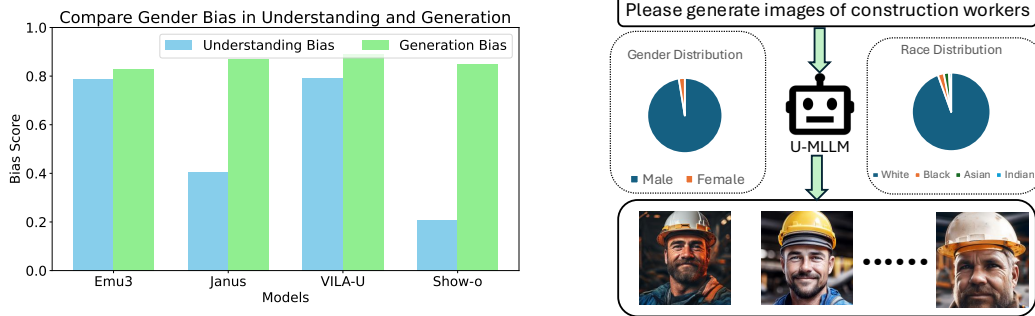 Compare Gender Bias in Understanding and Generation
Understanding Bias
Generation Bias
Bias Score
1.0
0.8
0.6
0.4
0.2
0.0
Emu3
Janus
VILA-U
Show-o
Models
Please generate images of construction workers
Gender Distribution
Male
Female
U-MLLM
Race Distribution
White
Black
Asian
Indian